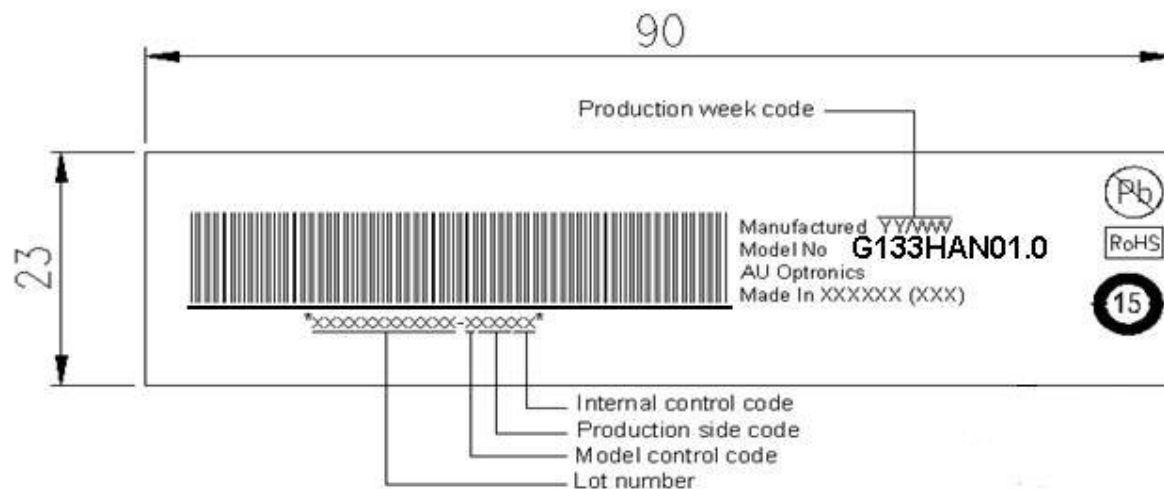 90
Production week code
23
Manufactured YY/WW
Model No G133HAN01.0
AU Optronics
Made In XXXXXX (XXX)
Pb
RoHS
15
*XXXXXXXXXXXX-XXXXXX*
Internal control code
Production side code
Model control code
Lot number